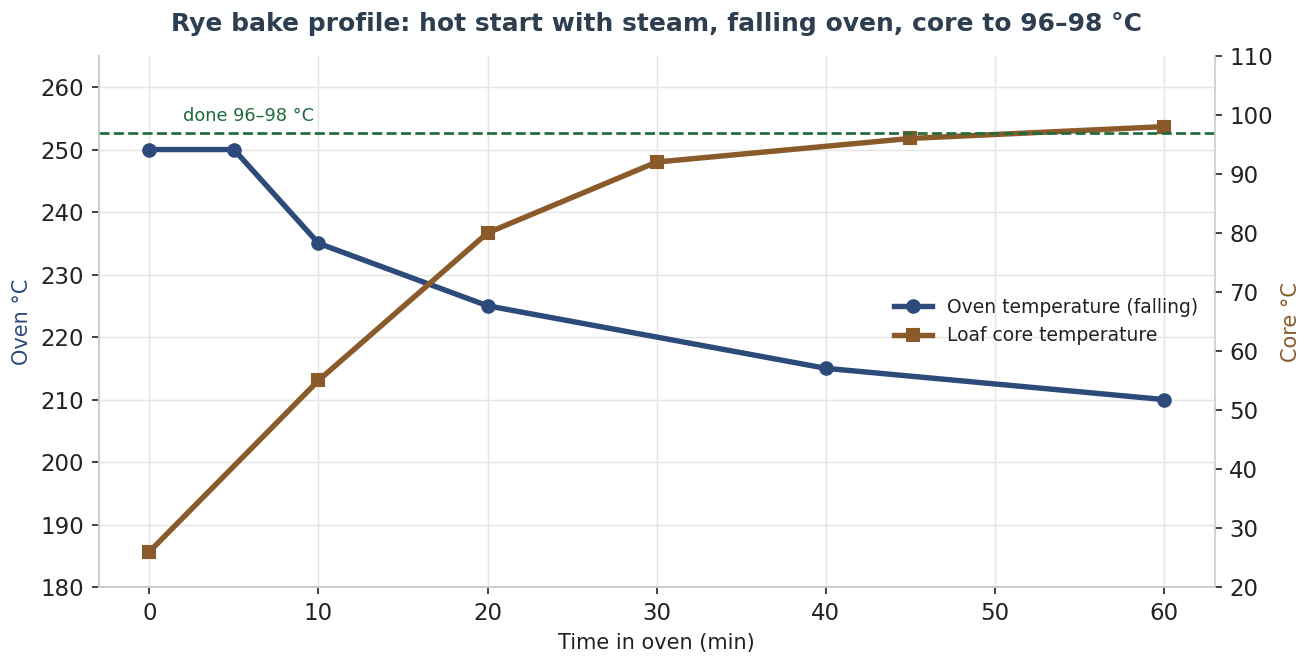 Rye bake profile: hot start with steam, falling oven, core to 96–98 °C
done 96–98 °C
Oven °C
260
250
240
230
220
210
200
190
180
110
100
90
80
70
60
50
40
30
20
Core °C
Oven temperature (falling)
Loaf core temperature
0 10 20 30 40 50 60
Time in oven (min)